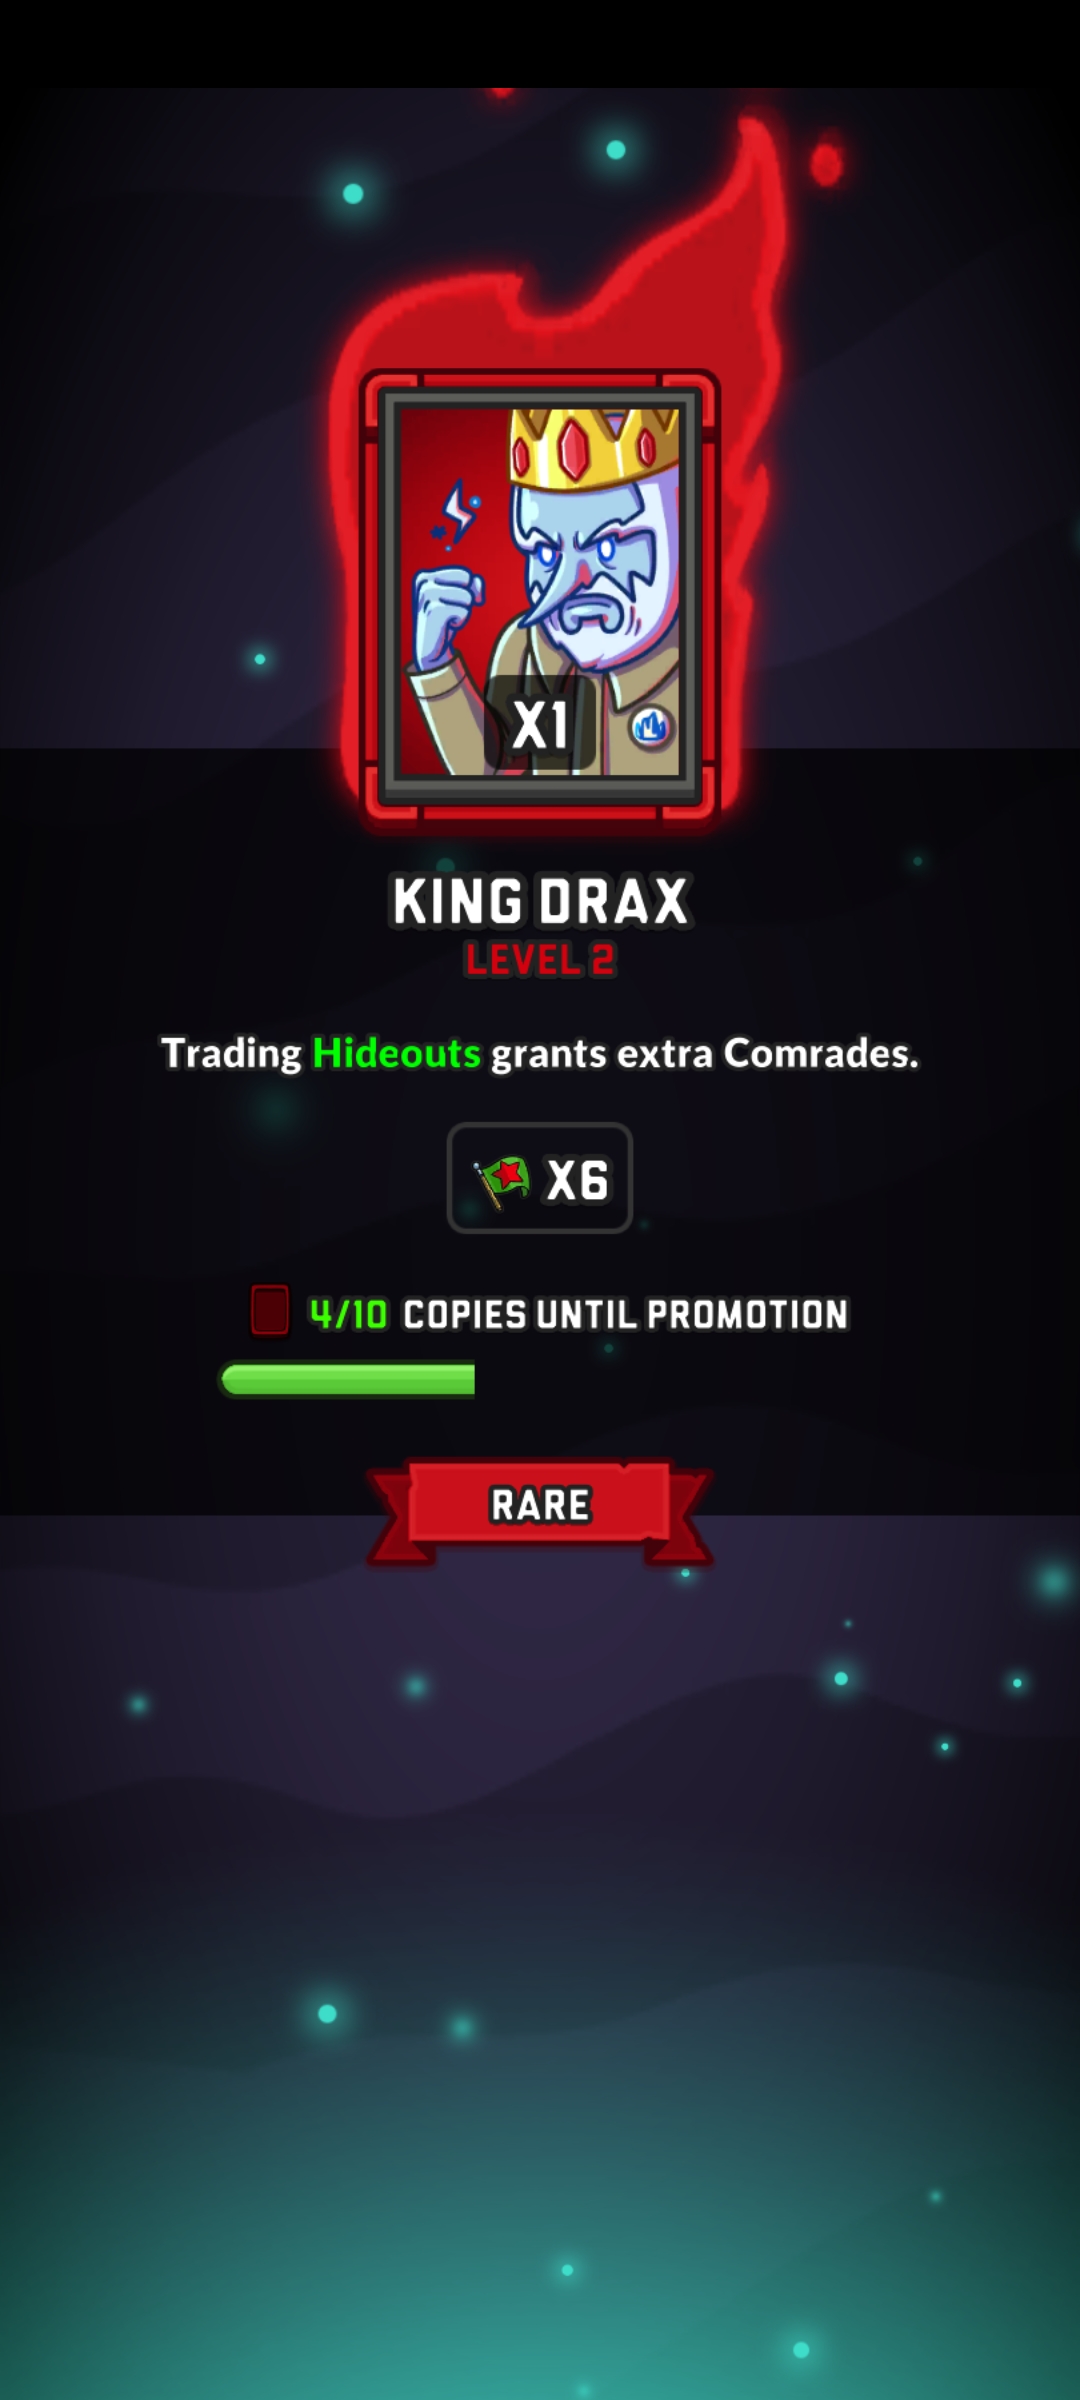 X1
KING DRAX
LEVEL 2
Trading Hideouts grants extra Comrades.
X6
4/10 COPIES UNTIL PROMOTION
RARE